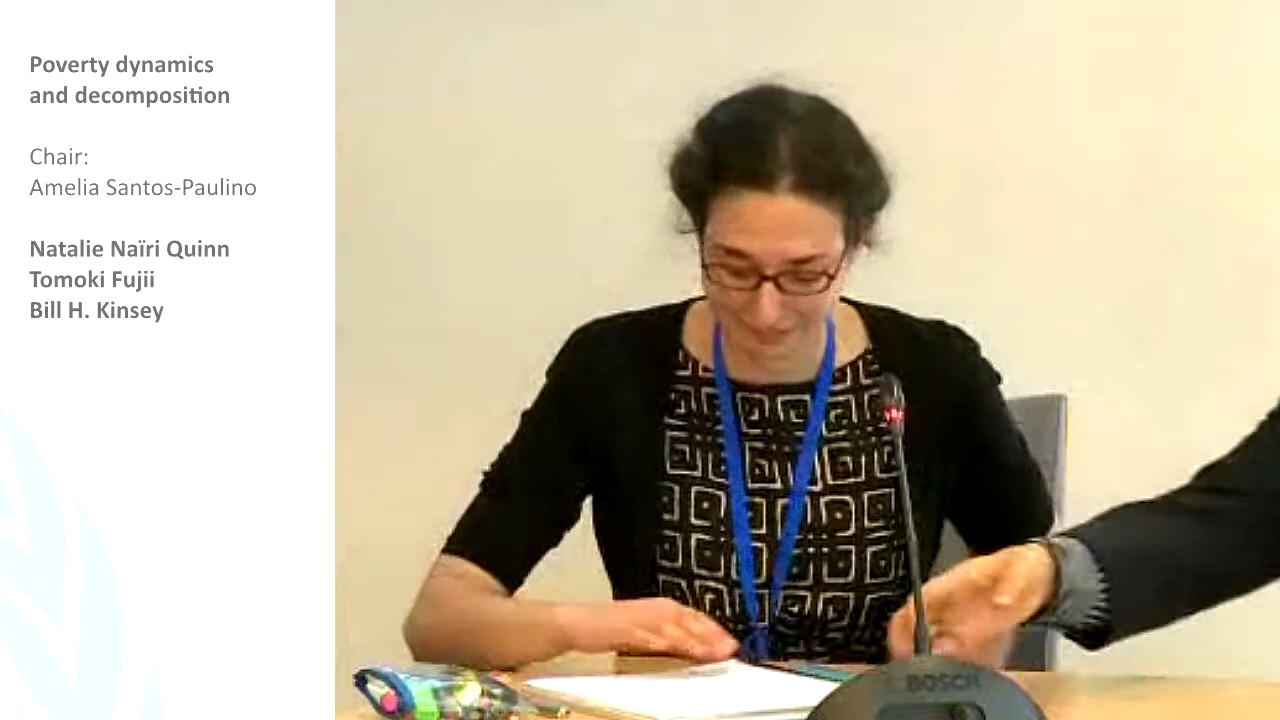 Poverty dynamics
and decomposition
Chair:
Amelia Santos-Paulino
Natalie Naïri Quinn
Tomoki Fujii
Bill H. Kinsey
BOSCH